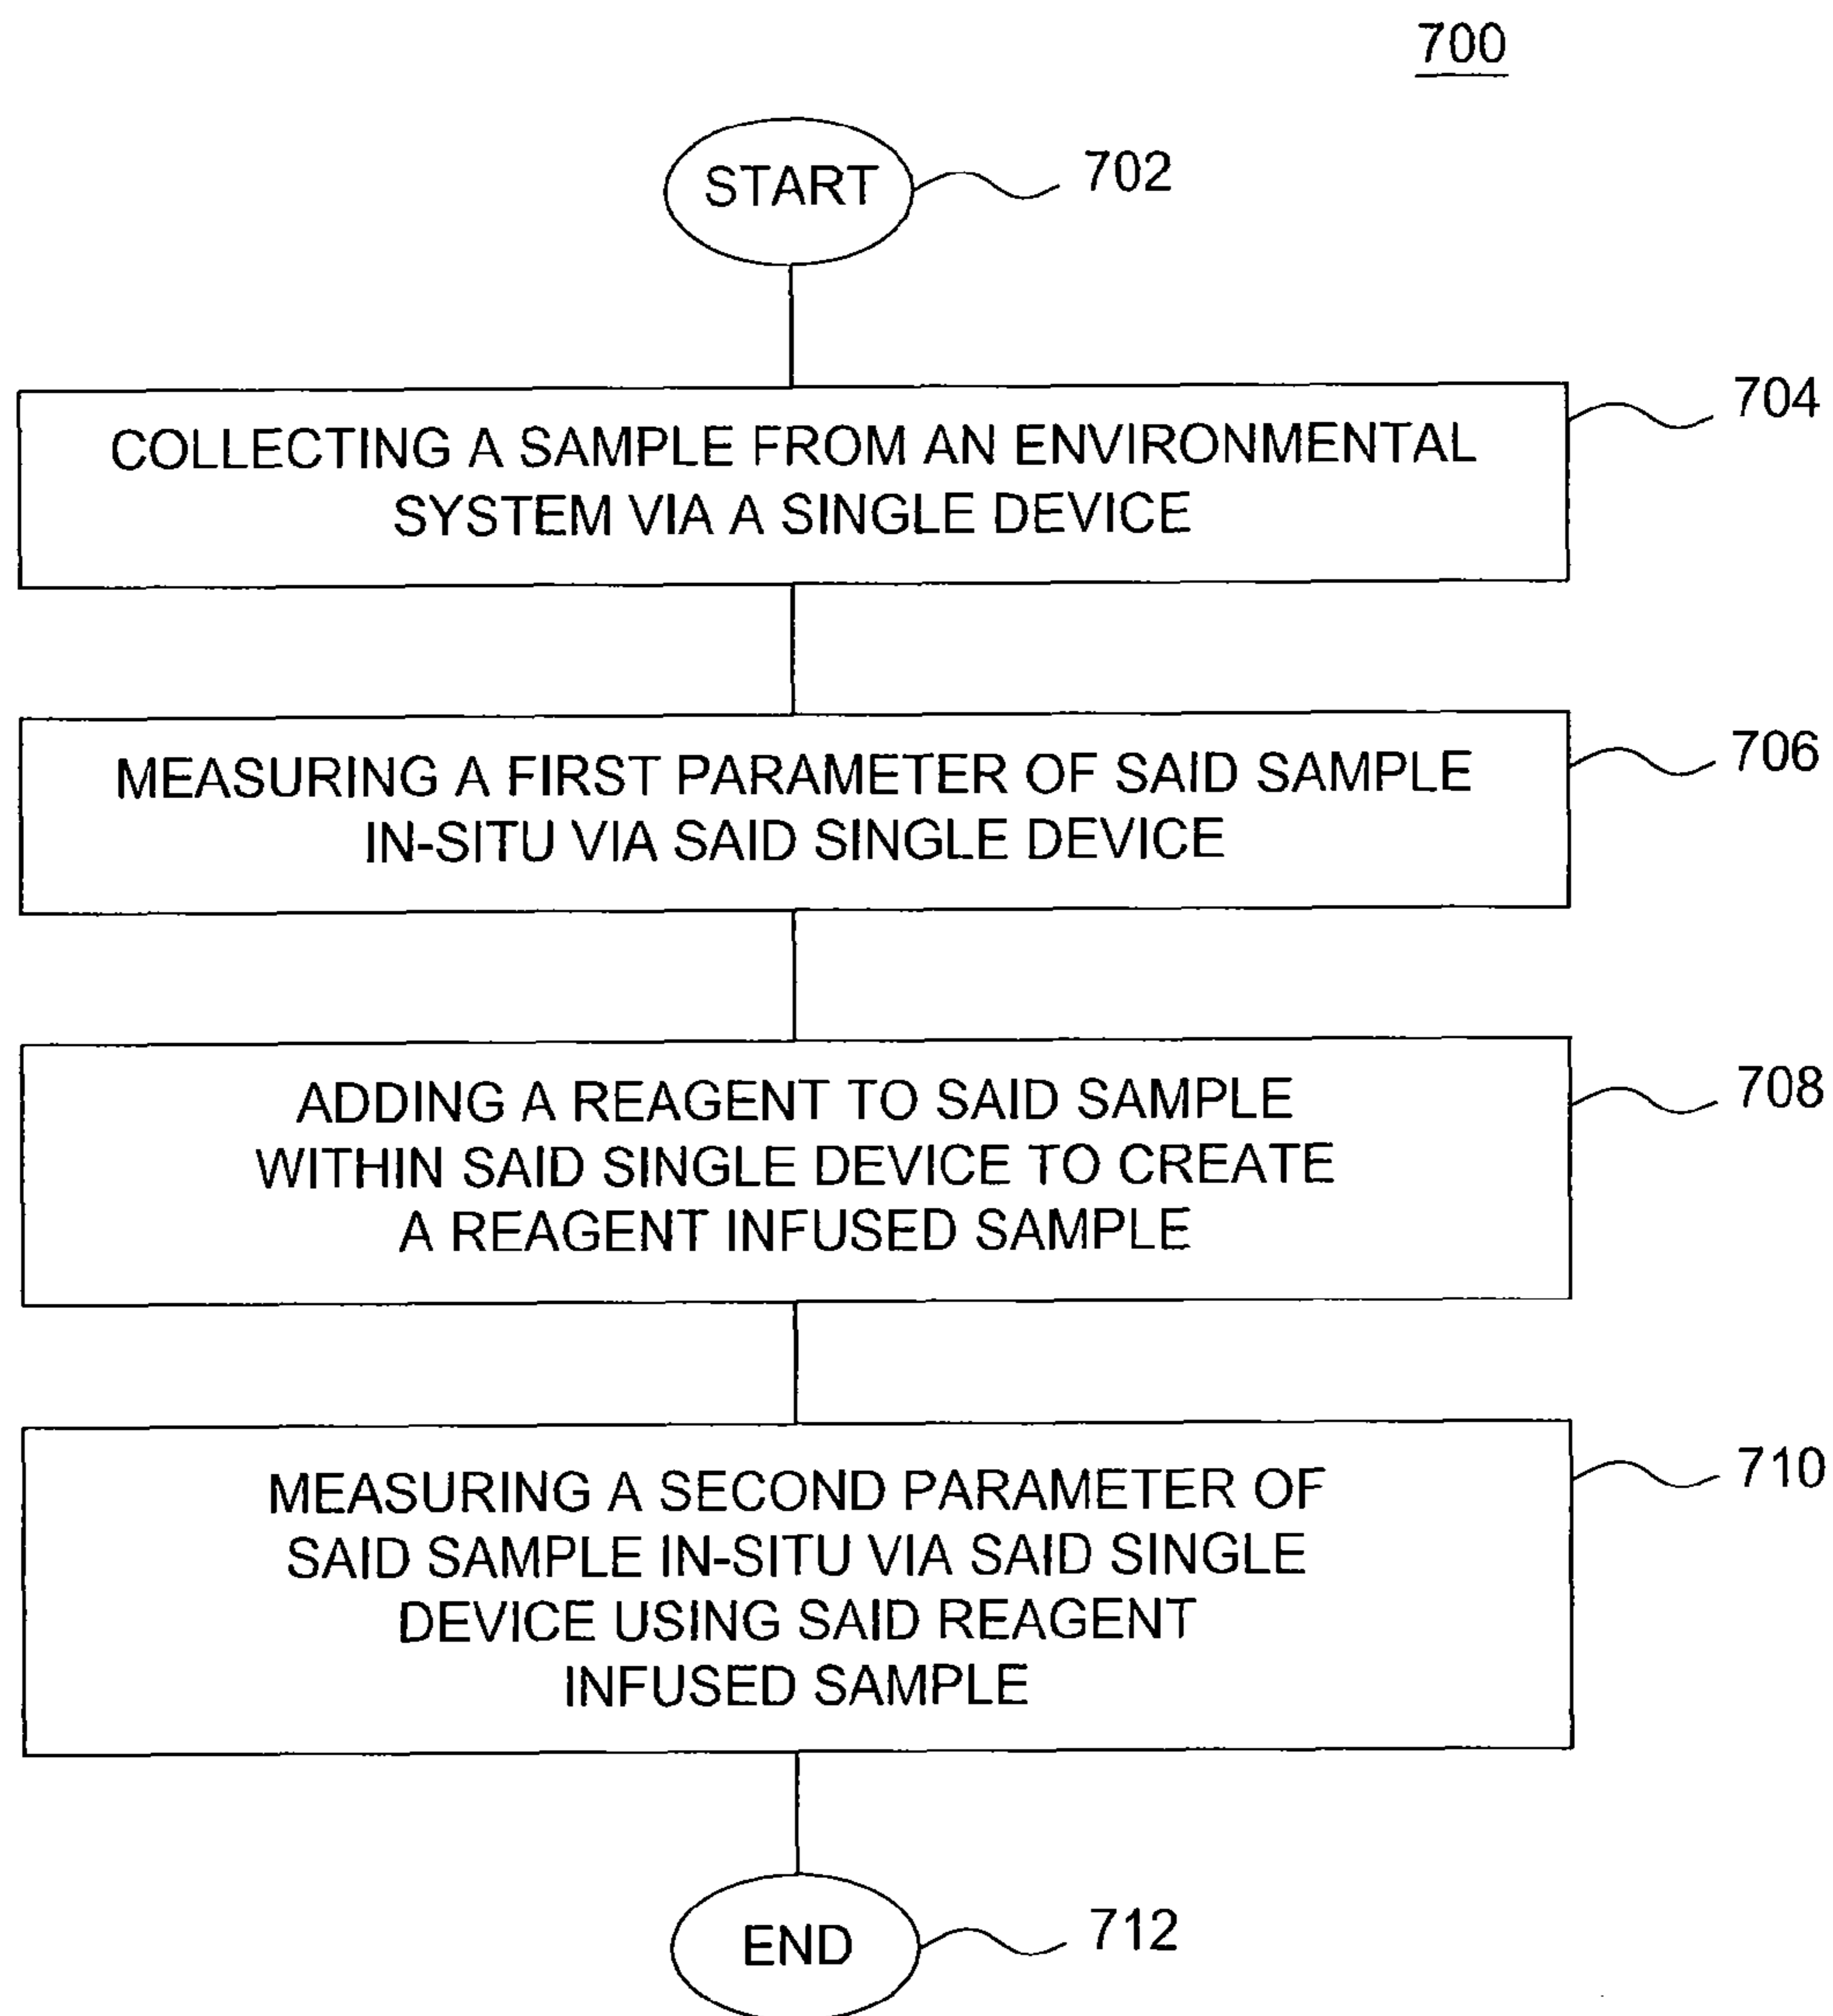 700
START
702
COLLECTING A SAMPLE FROM AN ENVIRONMENTAL
SYSTEM VIA A SINGLE DEVICE
704
MEASURING A FIRST PARAMETER OF SAID SAMPLE
IN-SITU VIA SAID SINGLE DEVICE
706
ADDING A REAGENT TO SAID SAMPLE
WITHIN SAID SINGLE DEVICE TO CREATE
A REAGENT INFUSED SAMPLE
708
MEASURING A SECOND PARAMETER OF
SAID SAMPLE IN-SITU VIA SAID SINGLE
DEVICE USING SAID REAGENT
INFUSED SAMPLE
710
END
712